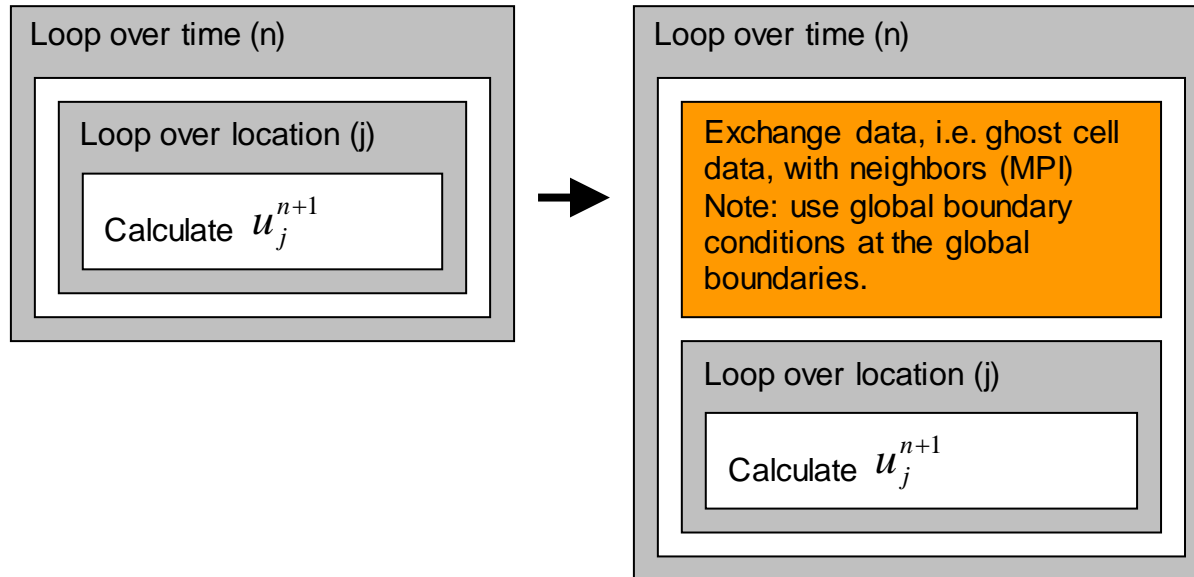 Loop over time (n)
Loop over location (j)
Calculate u_j^{n+1}
Loop over time (n)
Exchange data, i.e. ghost cell
data, with neighbors (MPI)
Note: use global boundary
conditions at the global
boundaries.
Loop over location (j)
Calculate u_j^{n+1}